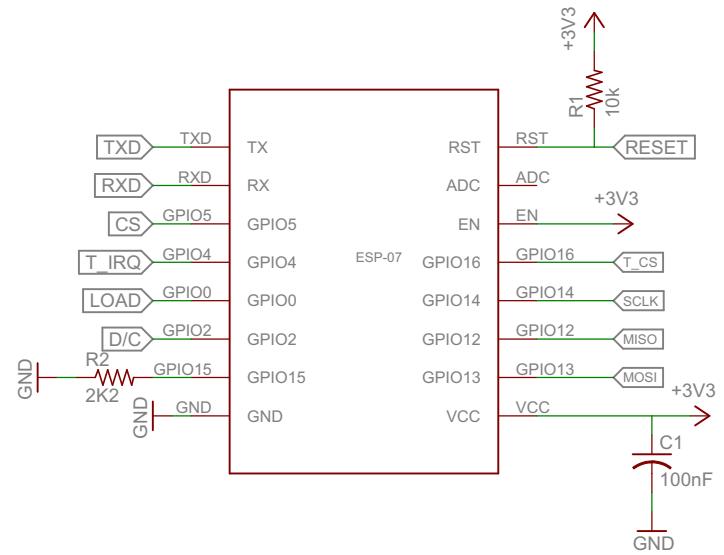 +3V3
R1
10k
TXD TXD TX RST RST RESET
RXD RXD RX ADC ADC
+3V3
CS GPIO5 GPIO5 EN EN
T_IRQ GPIO4 GPIO4 ESP-07 GPIO16 GPIO16 T_CS
LOAD GPIO0 GPIO0 GPIO14 GPIO14 SCLK
D/C GPIO2 GPIO2 GPIO12 GPIO12 MISO
GND R2 2K2 GPIO15 GPIO15 GPIO13 GPIO13 MOSI
+3V3
GND GND GND VCC VCC
C1
100nF
GND